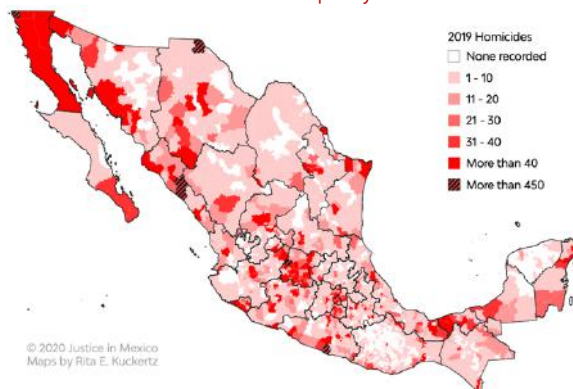 2019 Homicides
None recorded
1 - 10
11 - 20
21 - 30
31 - 40
More than 40
More than 450
© 2020 Justice in Mexico
Maps by Rita E. Kuckertz